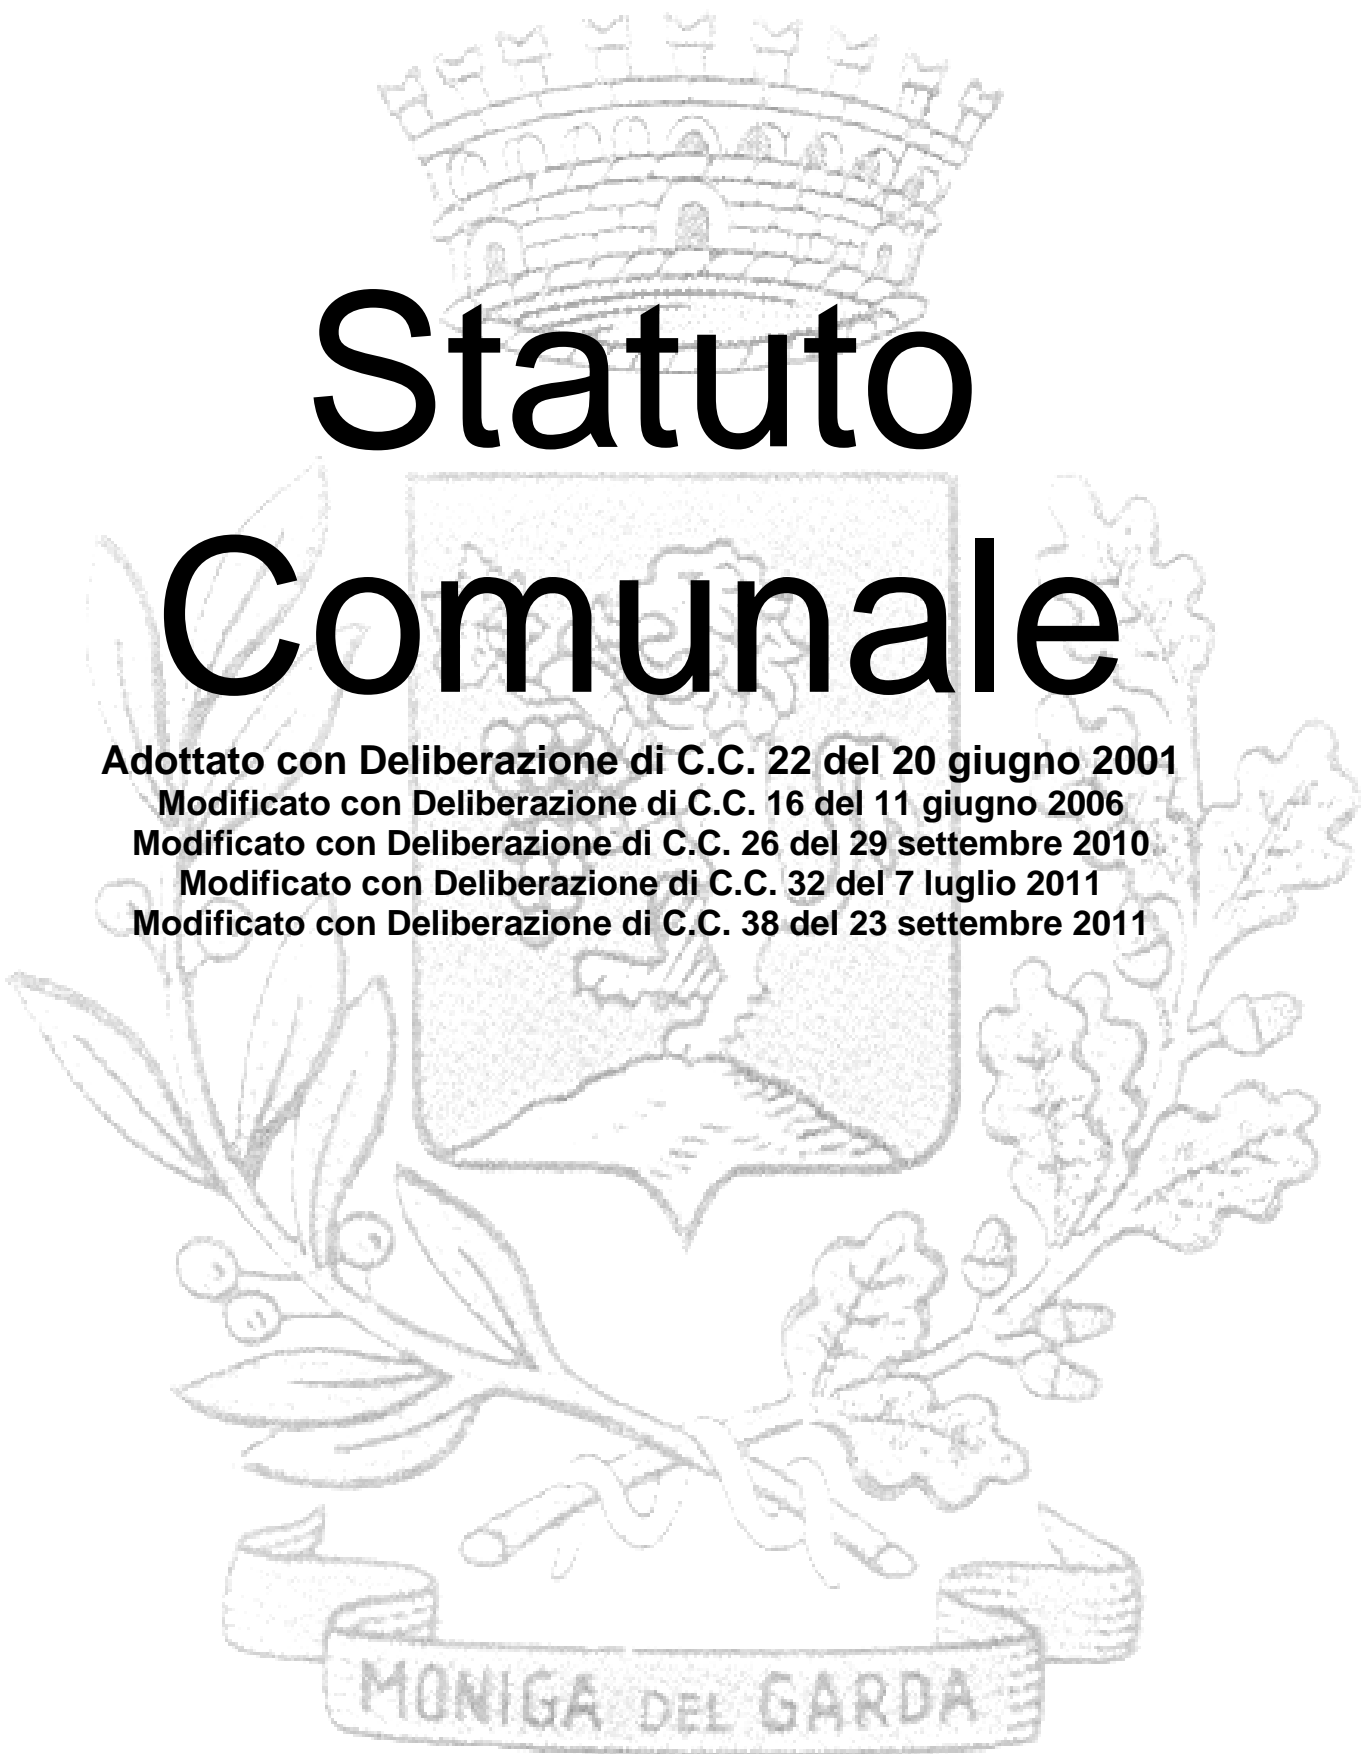 Statuto
Comunale
Adottato con Deliberazione di C.C. 22 del 20 giugno 2001
Modificato con Deliberazione di C.C. 16 del 11 giugno 2006
Modificato con Deliberazione di C.C. 26 del 29 settembre 2010
Modificato con Deliberazione di C.C. 32 del 7 luglio 2011
Modificato con Deliberazione di C.C. 38 del 23 settembre 2011
MONIGA DEL GARDA